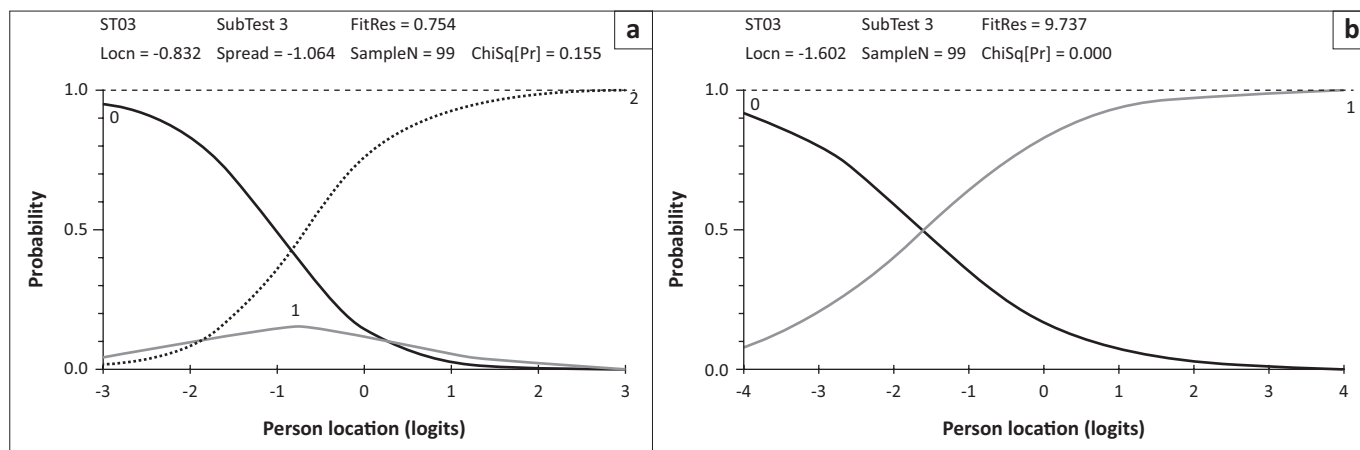 ST03 SubTest 3 FitRes = 0.754
Locn = -0.832 Spread = -1.064 SampleN = 99 ChiSq[Pr] = 0.155
a
1.0
0
2
Probability
0.5
1
0.0
-3 -2 -1 0 1 2 3
Person location (logits)
ST03 SubTest 3 FitRes = 9.737
Locn = -1.602 SampleN = 99 ChiSq[Pr] = 0.000
b
1.0
0
1
Probability
0.5
0.0
-4 -3 -2 -1 0 1 2 3 4
Person location (logits)